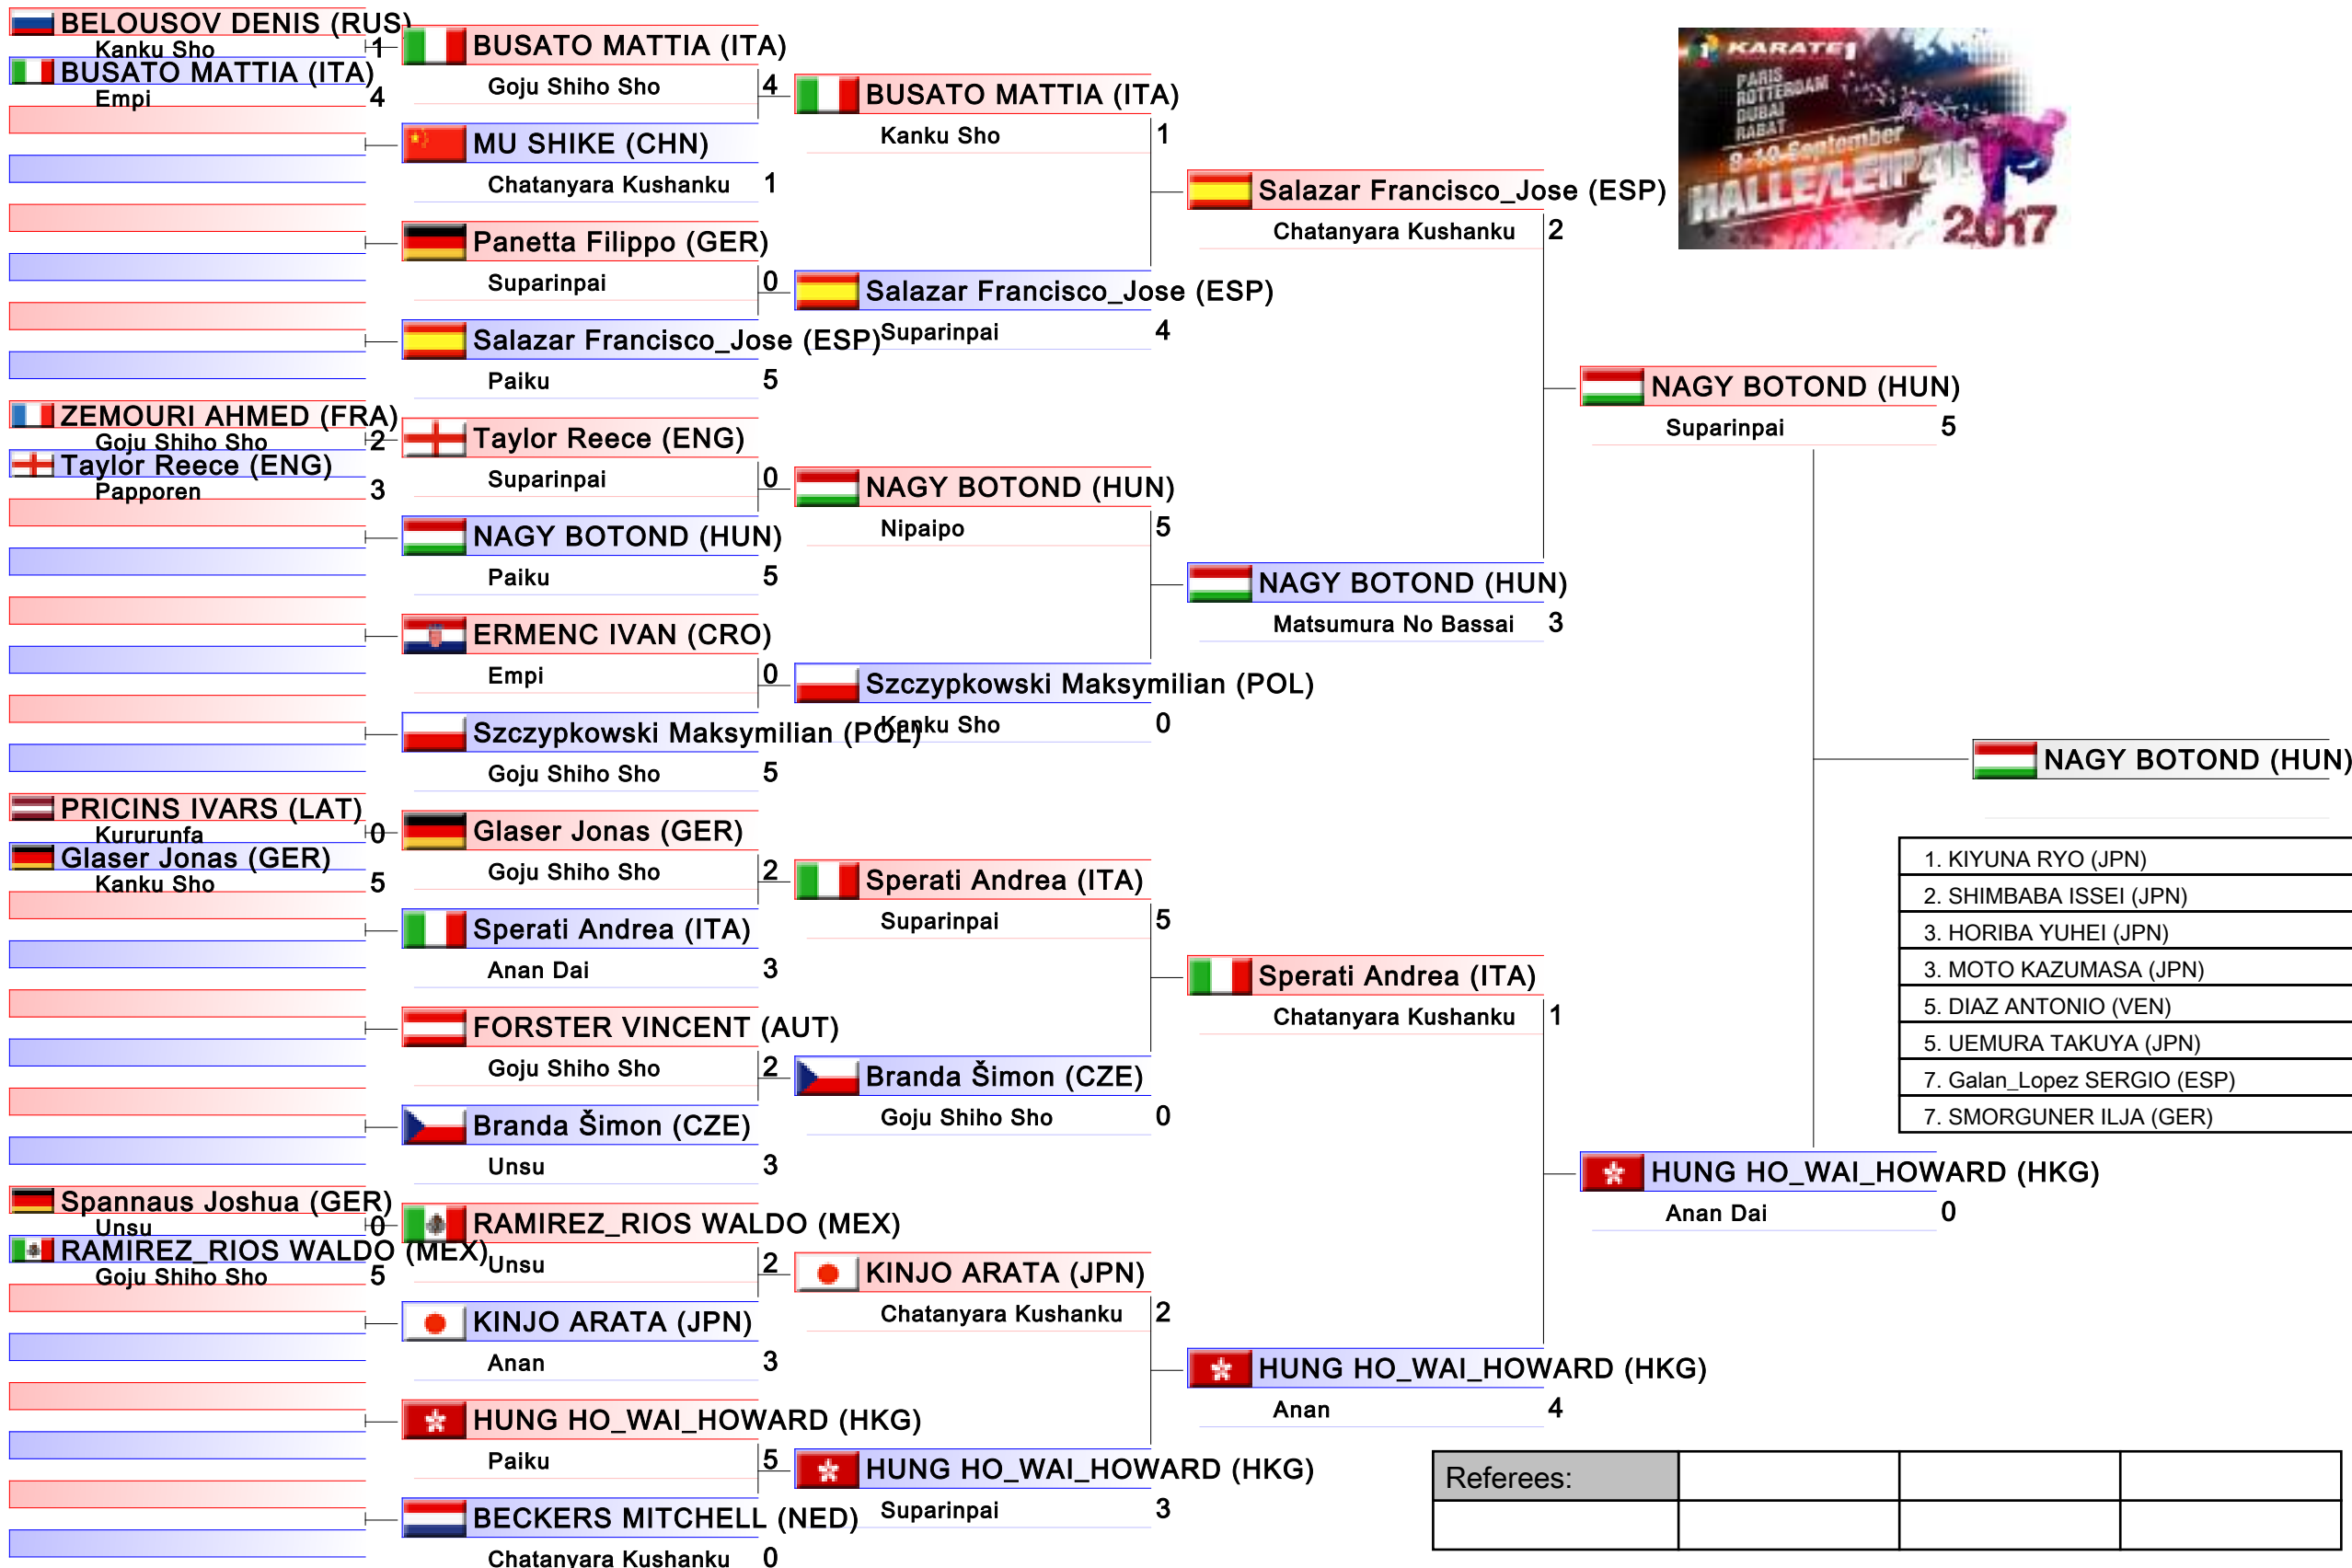 BELOUSOV DENIS (RUS)
Kanku Sho 1
BUSATO MATTIA (ITA)
Empi 4
ZEMOURI AHMED (FRA)
Goju Shiho Sho 2
Taylor Reece (ENG)
Papporen 3
PRICINS IVARS (LAT)
Kururunfa 0
Glaser Jonas (GER)
Kanku Sho 5
Spannaus Joshua (GER)
Unsu 0
RAMIREZ_RIOS WALDO (MEX)
Goju Shiho Sho 5
BUSATO MATTIA (ITA)
Goju Shiho Sho 4
MU SHIKE (CHN)
Chatanyara Kushanku 1
Panetta Filippo (GER)
Suparinpai 0
Salazar Francisco_Jose (ESP)
Paiku 5
Taylor Reece (ENG)
Suparinpai 0
NAGY BOTOND (HUN)
Paiku 5
ERMENC IVAN (CRO)
Empi 0
Szczypkowski Maksymilian (POL)
Goju Shiho Sho 5
Glaser Jonas (GER)
Goju Shiho Sho 2
Sperati Andrea (ITA)
Anan Dai 3
FORSTER VINCENT (AUT)
Goju Shiho Sho 2
Branda Šimon (CZE)
Unsu 3
RAMIREZ_RIOS WALDO (MEX)
Unsu 2
KINJO ARATA (JPN)
Anan 3
HUNG HO_WAI_HOWARD (HKG)
Paiku 5
BECKERS MITCHELL (NED)
Chatanyara Kushanku 0
BUSATO MATTIA (ITA)
Kanku Sho 1
Salazar Francisco_Jose (ESP)
Suparinpai 4
NAGY BOTOND (HUN)
Nipaipo 5
Szczypkowski Maksymilian (POL)
Kanku Sho 0
Sperati Andrea (ITA)
Suparinpai 5
Branda Šimon (CZE)
Goju Shiho Sho 0
KINJO ARATA (JPN)
Chatanyara Kushanku 2
HUNG HO_WAI_HOWARD (HKG)
Suparinpai 3
Salazar Francisco_Jose (ESP)
Chatanyara Kushanku 2
NAGY BOTOND (HUN)
Matsumura No Bassai 3
Sperati Andrea (ITA)
Chatanyara Kushanku 1
HUNG HO_WAI_HOWARD (HKG)
Anan 4
NAGY BOTOND (HUN)
Suparinpai 5
HUNG HO_WAI_HOWARD (HKG)
Anan Dai 0
NAGY BOTOND (HUN)
KARATE1
PARIS
ROTTERDAM
DUBAI
RABAT
8-10 September
HALLE/LEIPZIG
2017
1. KIYUNA RYO (JPN)
2. SHIMBABA ISSEI (JPN)
3. HORIBA YUHEI (JPN)
3. MOTO KAZUMASA (JPN)
5. DIAZ ANTONIO (VEN)
5. UEMURA TAKUYA (JPN)
7. Galan_Lopez SERGIO (ESP)
7. SMORGUNER ILJA (GER)
Referees: